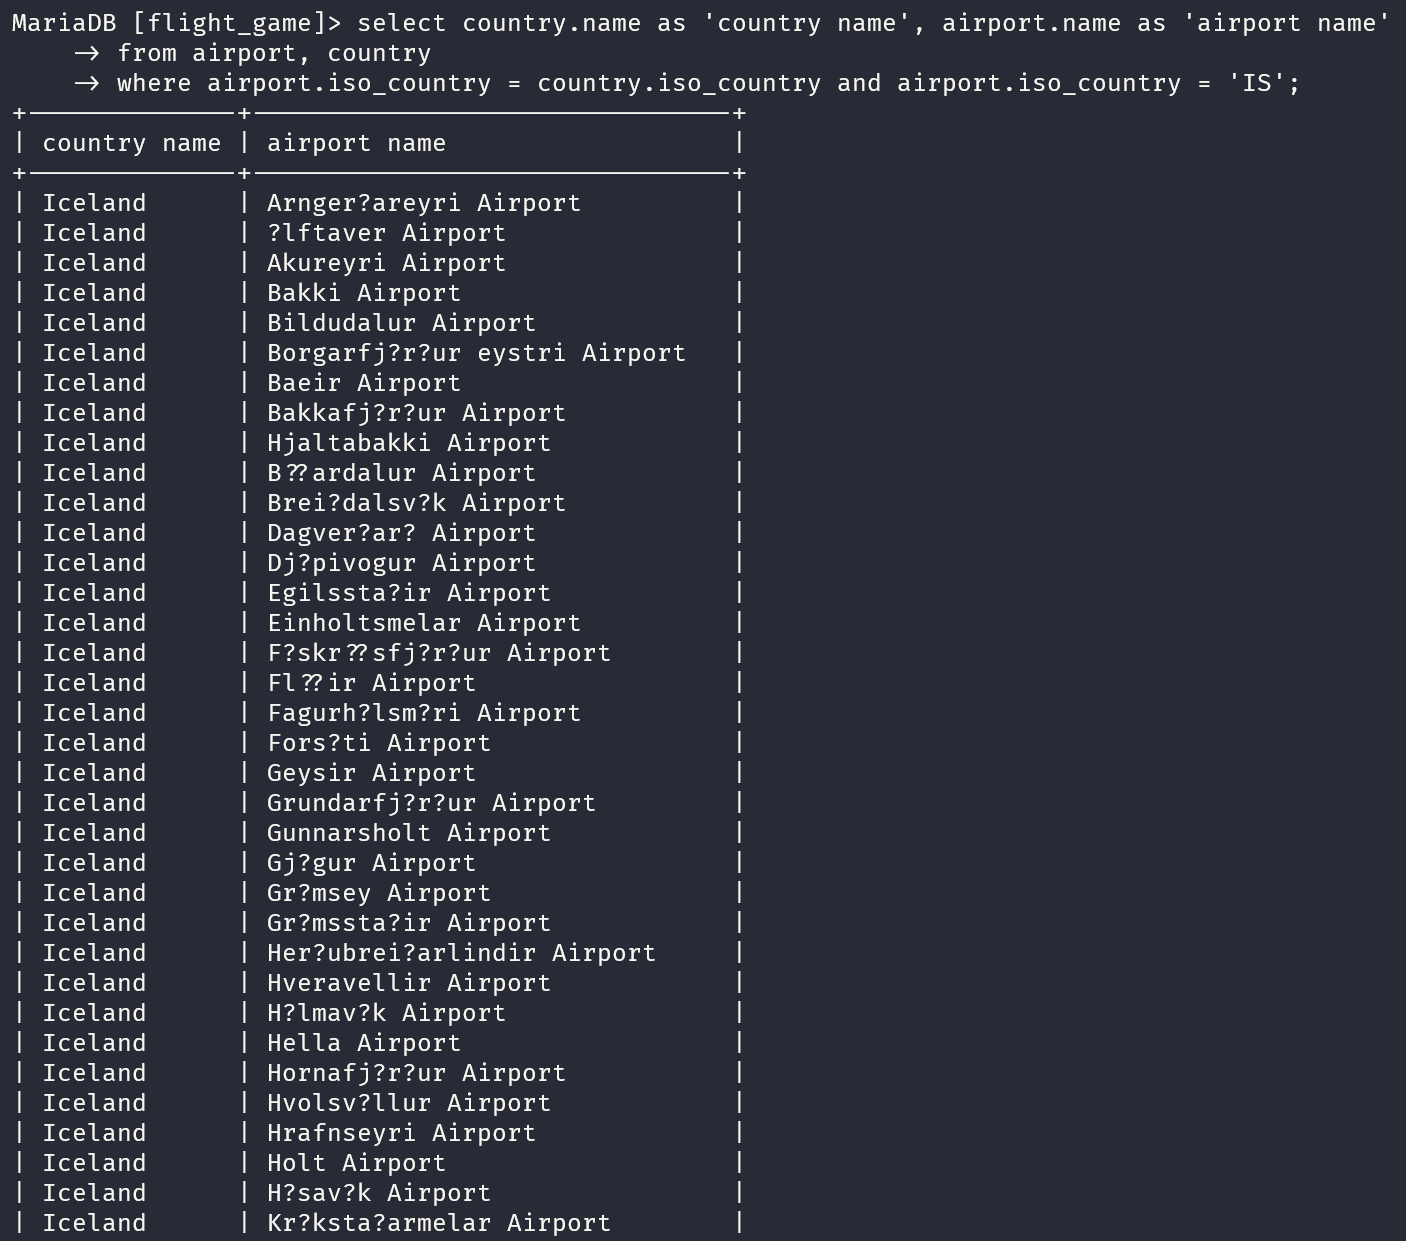 MariaDB [flight_game]> select country.name as 'country name', airport.name as 'airport name'
    -> from airport, country
    -> where airport.iso_country = country.iso_country and airport.iso_country = 'IS';
+--------------+--------------------------------+
| country name | airport name                   |
+--------------+--------------------------------+
| Iceland      | Arnger?areyri Airport          |
| Iceland      | ?lftaver Airport               |
| Iceland      | Akureyri Airport               |
| Iceland      | Bakki Airport                  |
| Iceland      | Bildudalur Airport             |
| Iceland      | Borgarfj?r?ur eystri Airport   |
| Iceland      | Baeir Airport                  |
| Iceland      | Bakkafj?r?ur Airport           |
| Iceland      | Hjaltabakki Airport            |
| Iceland      | B??ardalur Airport             |
| Iceland      | Brei?dalsv?k Airport           |
| Iceland      | Dagver?ar? Airport             |
| Iceland      | Dj?pivogur Airport             |
| Iceland      | Egilssta?ir Airport            |
| Iceland      | Einholtsmelar Airport          |
| Iceland      | F?skr??sfj?r?ur Airport        |
| Iceland      | Fl??ir Airport                 |
| Iceland      | Fagurh?lsm?ri Airport          |
| Iceland      | Fors?ti Airport                |
| Iceland      | Geysir Airport                 |
| Iceland      | Grundarfj?r?ur Airport         |
| Iceland      | Gunnarsholt Airport            |
| Iceland      | Gj?gur Airport                 |
| Iceland      | Gr?msey Airport                |
| Iceland      | Gr?mssta?ir Airport            |
| Iceland      | Her?ubrei?arlindir Airport     |
| Iceland      | Hveravellir Airport            |
| Iceland      | H?lmav?k Airport               |
| Iceland      | Hella Airport                  |
| Iceland      | Hornafj?r?ur Airport           |
| Iceland      | Hvolsv?llur Airport            |
| Iceland      | Hrafnseyri Airport             |
| Iceland      | Holt Airport                   |
| Iceland      | H?sav?k Airport                |
| Iceland      | Kr?ksta?armelar Airport        |